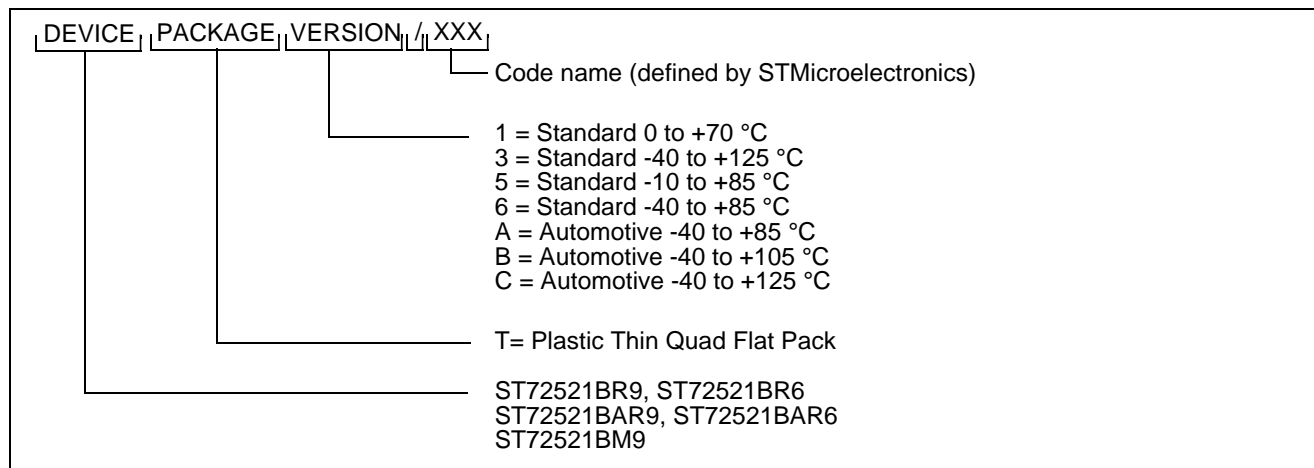 DEVICE PACKAGE VERSION / XXX
Code name (defined by STMicroelectronics)
1 = Standard 0 to +70 °C
3 = Standard -40 to +125 °C
5 = Standard -10 to +85 °C
6 = Standard -40 to +85 °C
A = Automotive -40 to +85 °C
B = Automotive -40 to +105 °C
C = Automotive -40 to +125 °C
T= Plastic Thin Quad Flat Pack
ST72521BR9, ST72521BR6
ST72521BAR9, ST72521BAR6
ST72521BM9